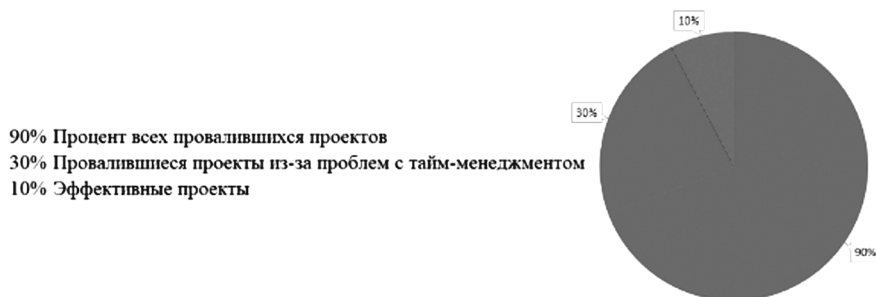 10%
30%
90% Процент всех провалившихся проектов
30% Провалившиеся проекты из-за проблем с тайм-менеджментом
10% Эффективные проекты
90%